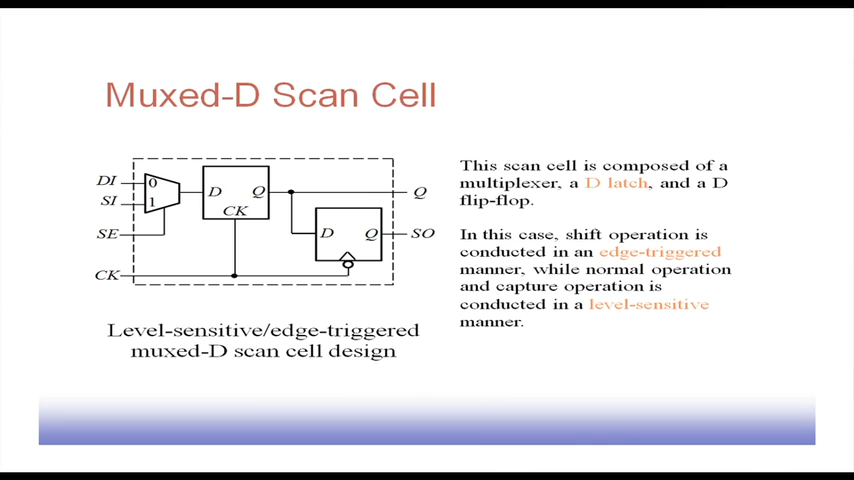 Muxed-D Scan Cell
DI
0
SI
1
SE
CK
D
Q
CK
Q
D
Q
SO
Level-sensitive/edge-triggered
muxed-D scan cell design
This scan cell is composed of a
multiplexer, a D latch, and a D
flip-flop.
In this case, shift operation is
conducted in an edge-triggered
manner, while normal operation
and capture operation is
conducted in a level-sensitive
manner.